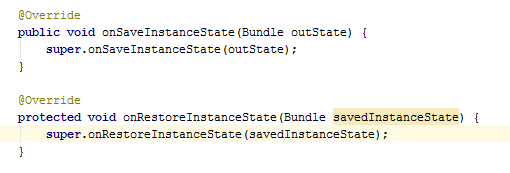 @Override
public void onSaveInstanceState(Bundle outState) {
    super.onSaveInstanceState(outState);
}
@Override
protected void onRestoreInstanceState(Bundle savedInstanceState) {
    super.onRestoreInstanceState(savedInstanceState);
}